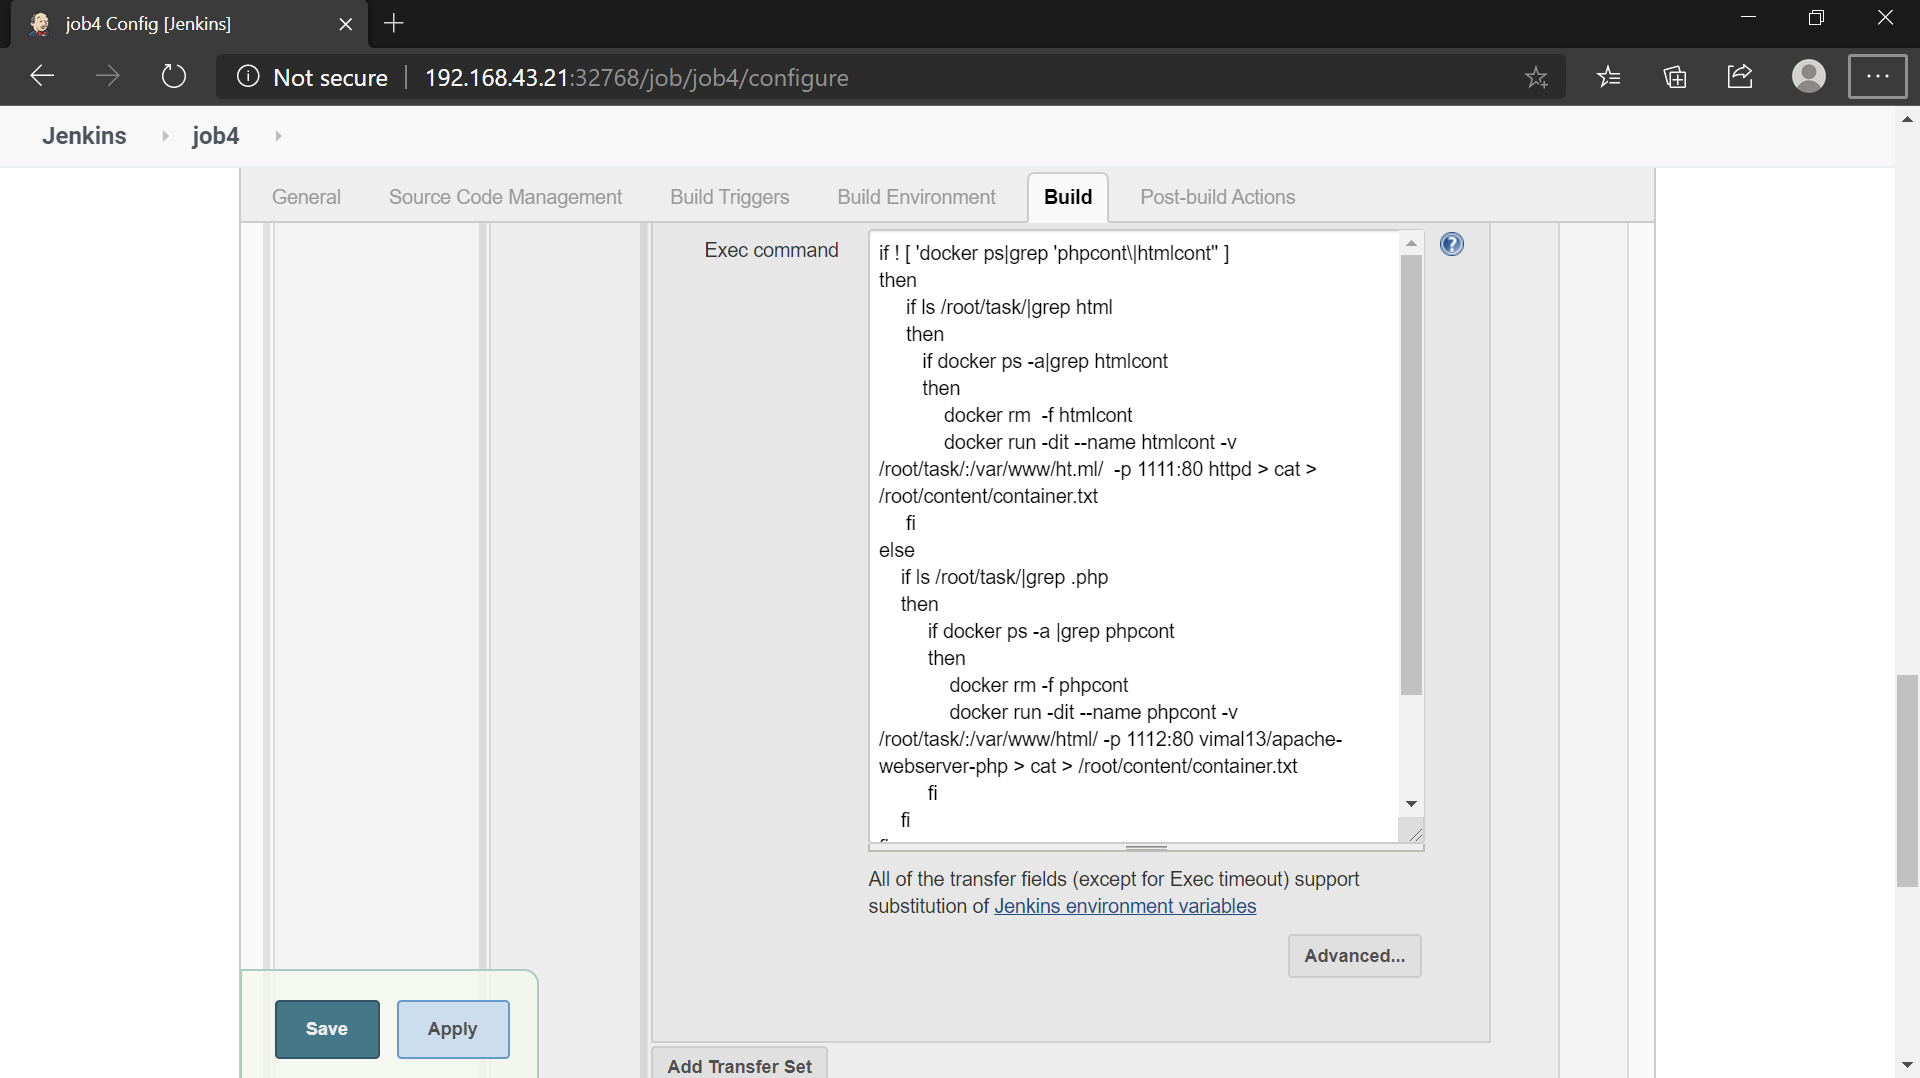 job4 Config [Jenkins]
Not secure 192.168.43.21:32768/job/job4/configure
Jenkins job4
General Source Code Management Build Triggers Build Environment Build Post-build Actions
Exec command
if ! [ 'docker ps|grep 'phpcont\|htmlcont'' ]
then
if ls /root/task/|grep html
then
if docker ps -a|grep htmlcont
then
docker rm  -f htmlcont
docker run -dit --name htmlcont -v
/root/task/:/var/www/ht.ml/  -p 1111:80 httpd > cat >
/root/content/container.txt
fi
else
if ls /root/task/|grep .php
then
if docker ps -a |grep phpcont
then
docker rm -f phpcont
docker run -dit --name phpcont -v
/root/task/:/var/www/html/ -p 1112:80 vimal13/apache-
webserver-php > cat > /root/content/container.txt
fi
fi
All of the transfer fields (except for Exec timeout) support
substitution of Jenkins environment variables
Advanced...
Save Apply
Add Transfer Set